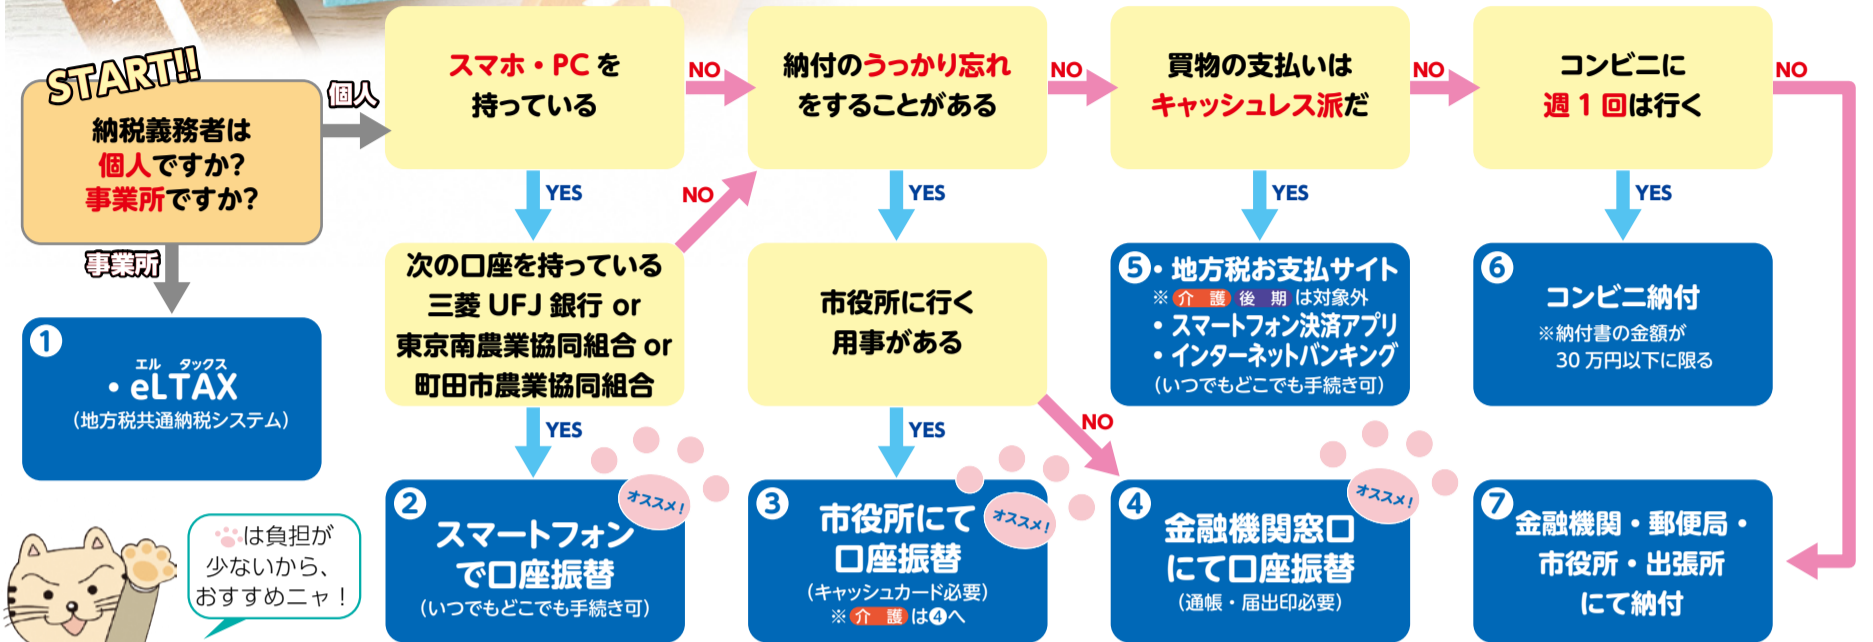 START!!
納税義務者は
個人ですか?
事業所ですか?
個人
事業所
❶
エル タックス
・eLTAX
(地方税共通納税システム)
スマホ・PCを
持っている
NO
YES
次の口座を持っている
三菱UFJ銀行 or
東京南農業協同組合 or
町田市農業協同組合
NO
YES
❷
オススメ!
スマートフォン
で口座振替
(いつでもどこでも手続き可)
納付のうっかり忘れ
をすることがある
NO
YES
市役所に行く
用事がある
NO
YES
❸
オススメ!
市役所にて
口座振替
(キャッシュカード必要)
※介護は❹へ
❹
オススメ!
金融機関窓口
にて口座振替
(通帳・届出印必要)
買物の支払いは
キャッシュレス派だ
NO
YES
❺・地方税お支払サイト
※介護 後期は対象外
・スマートフォン決済アプリ
・インターネットバンキング
(いつでもどこでも手続き可)
コンビニに
週1回は行く
NO
YES
❻
コンビニ納付
※納付書の金額が
30万円以下に限る
❼
金融機関・郵便局・
市役所・出張所
にて納付
は負担が
少ないから、
おすすめニャ!